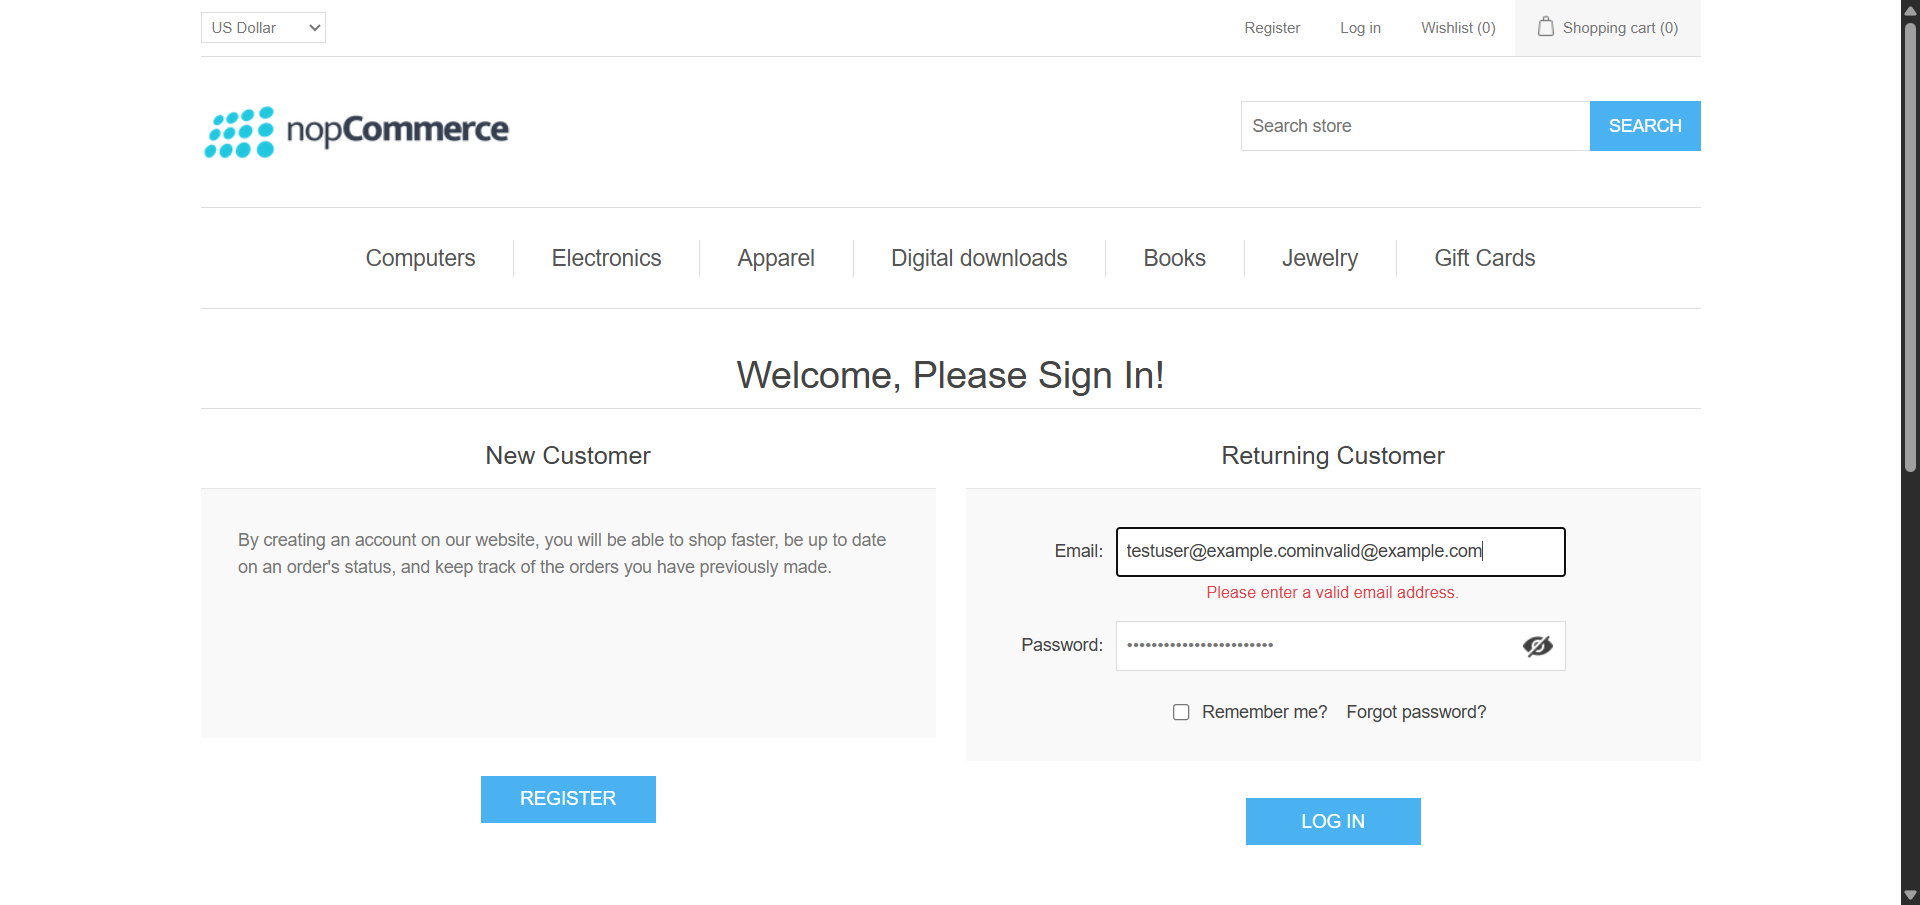 US Dollar
Register
Log in
Wishlist (0)
Shopping cart (0)
nopCommerce
Search store
SEARCH
Computers
Electronics
Apparel
Digital downloads
Books
Jewelry
Gift Cards
Welcome, Please Sign In!
New Customer
By creating an account on our website, you will be able to shop faster, be up to date
on an order's status, and keep track of the orders you have previously made.
REGISTER
Returning Customer
Email:
testuser@example.cominvalid@example.com
Please enter a valid email address.
Password:
Remember me?
Forgot password?
LOG IN